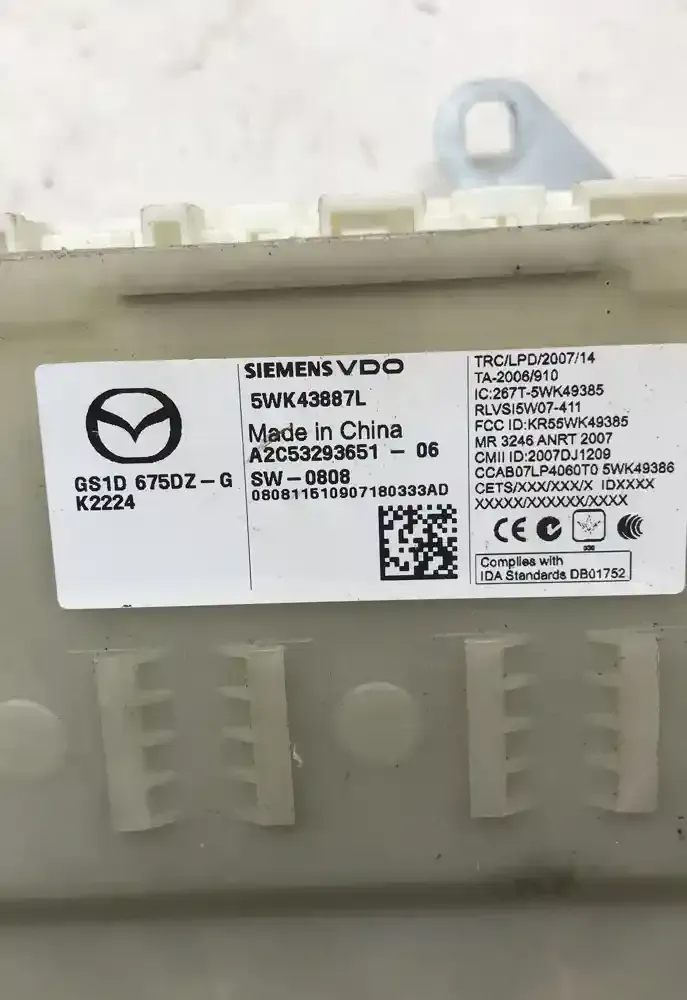 GS1D 675DZ-G
K2224
SIEMENS VDO
5WK43887L
Made in China
A2C53293651 - 06
SW-0808
080811510907180333AD
TRC/LPD/2007/14
TA-2006/910
IC:267T-5WK49385
RLVSI5W07-411
FCC ID:KR55WK49385
MR 3246 ANRT 2007
CMII ID:2007DJ1209
CCAB07LP4060T0 5WK49386
CETS/XXX/XXX/X IDXXXX
XXXXX/XXXXXX/XXXX
CE
030
Complies with
IDA Standards DB01752